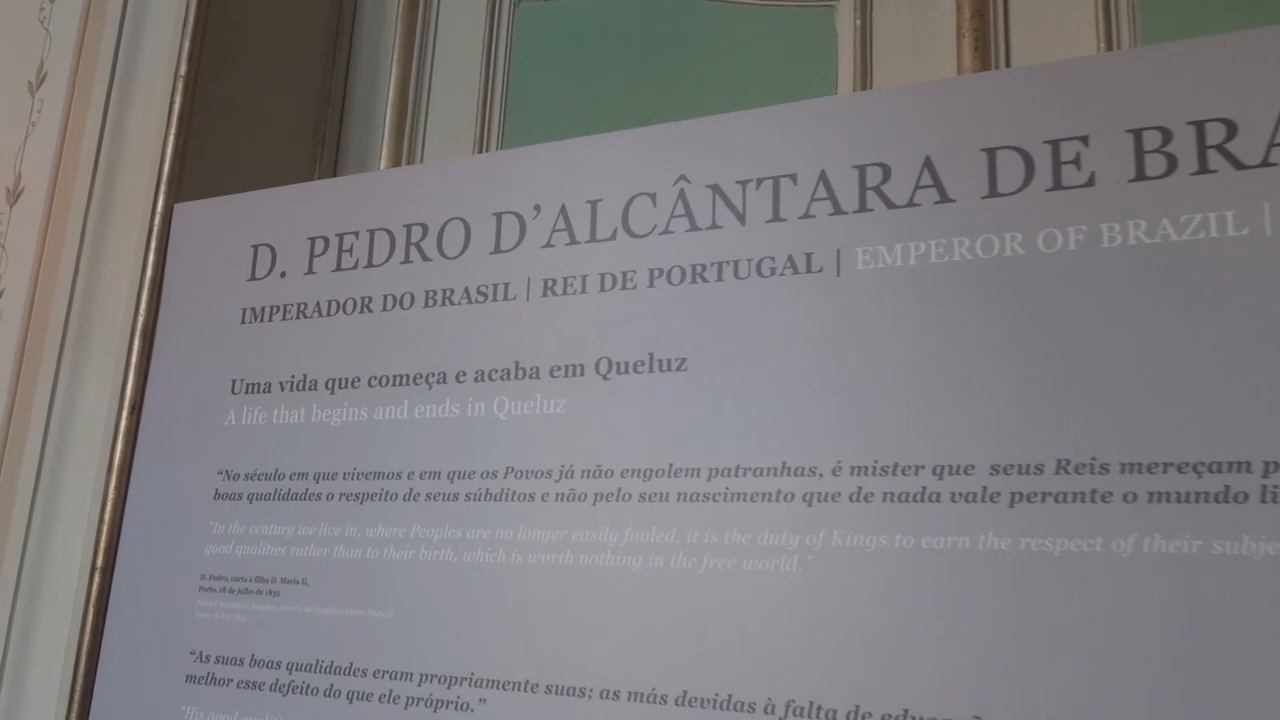 D. PEDRO D’ALCÂNTARA DE BRA
IMPERADOR DO BRASIL | REI DE PORTUGAL | EMPEROR OF BRAZIL |
Uma vida que começa e acaba em Queluz
A life that begins and ends in Queluz
“No século em que vivemos e em que os Povos já não engolem patranhas, é mister que seus Reis mereçam p
boas qualidades o respeito de seus súbditos e não pelo seu nascimento que de nada vale perante o mundo li
“In the century we live in, where Peoples are no longer easily fooled, it is the duty of Kings to earn the respect of their subje
good qualities rather than to their birth, which is worth nothing in the free world.”
D. Pedro, carta à filha D. Maria II,
Porto, 18 de julho de 1832
“As suas boas qualidades eram propriamente suas; as más devidas à falta de educaçã
melhor esse defeito do que ele próprio.”
“His good